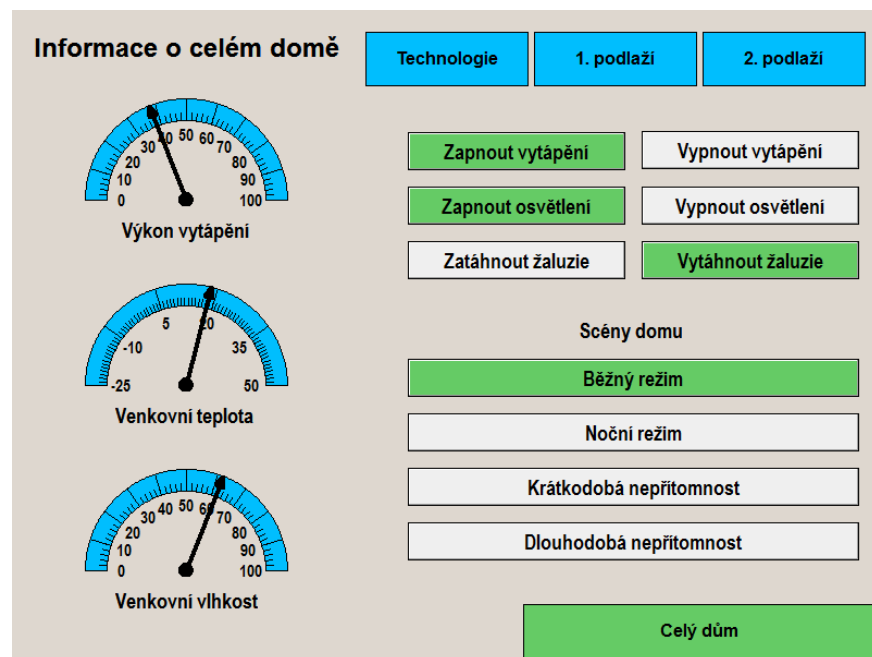 Informace o celém domě
Technologie
1. podlaží
2. podlaží
0 10 20 30 40 50 60 70 80 90 100
Výkon vytápění
-25 -10 5 20 35 50
Venkovní teplota
0 10 20 30 40 50 60 70 80 90 100
Venkovní vlhkost
Zapnout vytápění
Vypnout vytápění
Zapnout osvětlení
Vypnout osvětlení
Zatáhnout žaluzie
Vytáhnout žaluzie
Scény domu
Běžný režim
Noční režim
Krátkodobá nepřítomnost
Dlouhodobá nepřítomnost
Celý dům